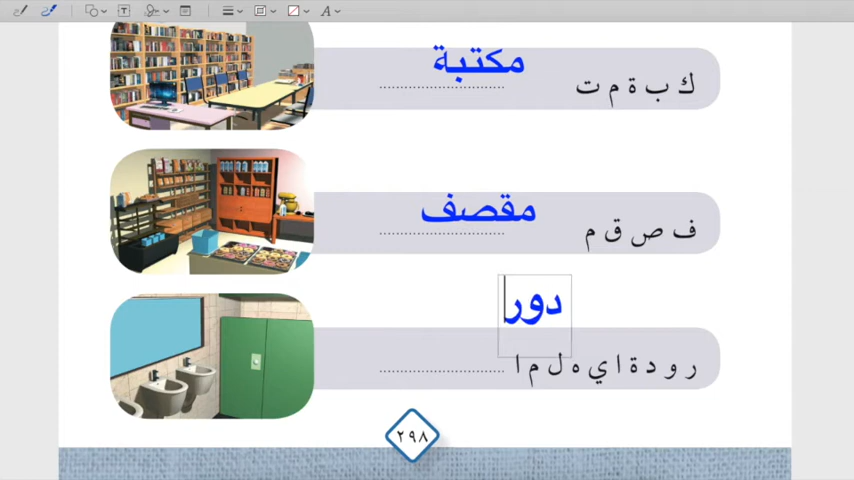 مكتبة
ك ب ة م ت
مقصف
ف ص ق م
دور
ر و د ة ا ي ه ل م ا
٢٩٨